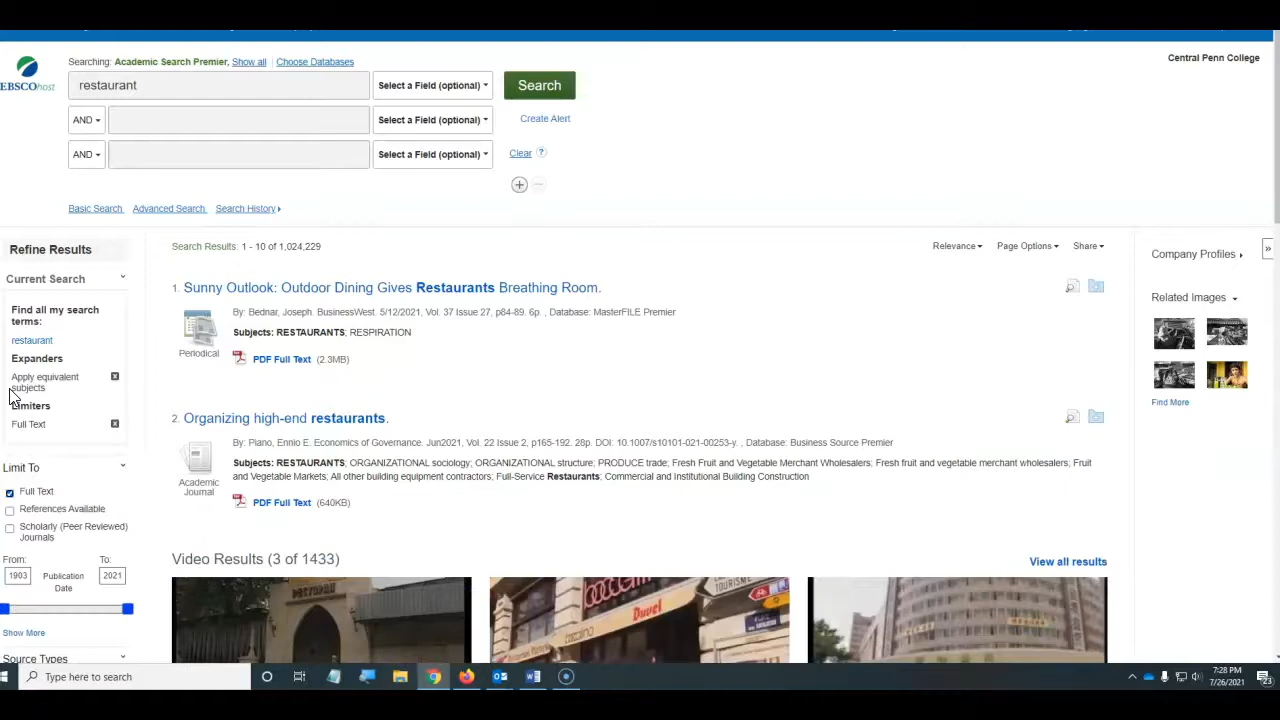 Searching: Academic Search Premier, Show all | Choose Databases
Central Penn College
EBSCOhost
restaurant
Select a Field (optional)
Search
AND
Select a Field (optional)
Create Alert
AND
Select a Field (optional)
Clear ?
Basic Search Advanced Search Search History
Refine Results
Search Results: 1 - 10 of 1,024,229
Relevance Page Options Share
Company Profiles
»
Current Search
Find all my search
terms:
restaurant
Expanders
Apply equivalent
subjects
Limiters
Full Text
Limit To
Full Text
References Available
Scholarly (Peer Reviewed)
Journals
From: To:
1903 Publication 2021
Date
Show More
Source Types
1. Sunny Outlook: Outdoor Dining Gives Restaurants Breathing Room.
By: Bednar, Joseph. BusinessWest. 5/12/2021, Vol. 37 Issue 27, p84-89. 6p. , Database: MasterFILE Premier
Subjects: RESTAURANTS; RESPIRATION
Periodical
PDF Full Text (2.3MB)
2. Organizing high-end restaurants.
By: Piano, Ennio E. Economics of Governance. Jun2021, Vol. 22 Issue 2, p165-192. 28p. DOI: 10.1007/s10101-021-00253-y. , Database: Business Source Premier
Subjects: RESTAURANTS; ORGANIZATIONAL sociology; ORGANIZATIONAL structure; PRODUCE trade; Fresh Fruit and Vegetable Merchant Wholesalers; Fresh fruit and vegetable merchant wholesalers; Fruit
and Vegetable Markets; All other building equipment contractors; Full-Service Restaurants; Commercial and Institutional Building Construction
Academic
Journal
PDF Full Text (640KB)
Video Results (3 of 1433)
View all results
Duvel
TOURISME
Related Images
Find More
Type here to search
7:28 PM
7/26/2021
23